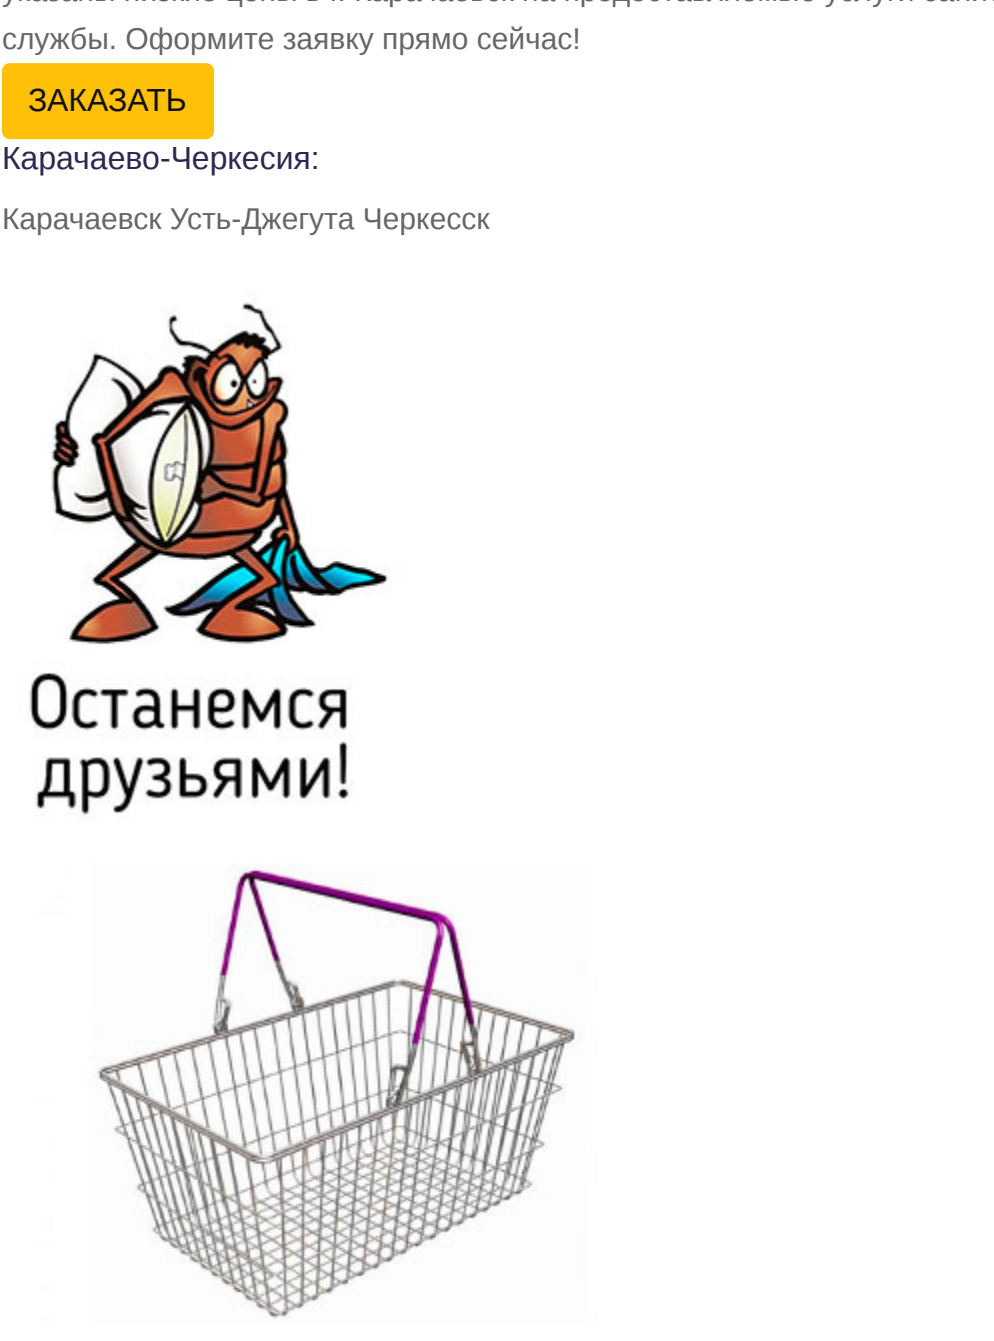 службы. Оформите заявку прямо сейчас!
ЗАКАЗАТЬ
Карачаево-Черкесия:
Карачаевск Усть-Джегута Черкесск
Останемся
друзьями!